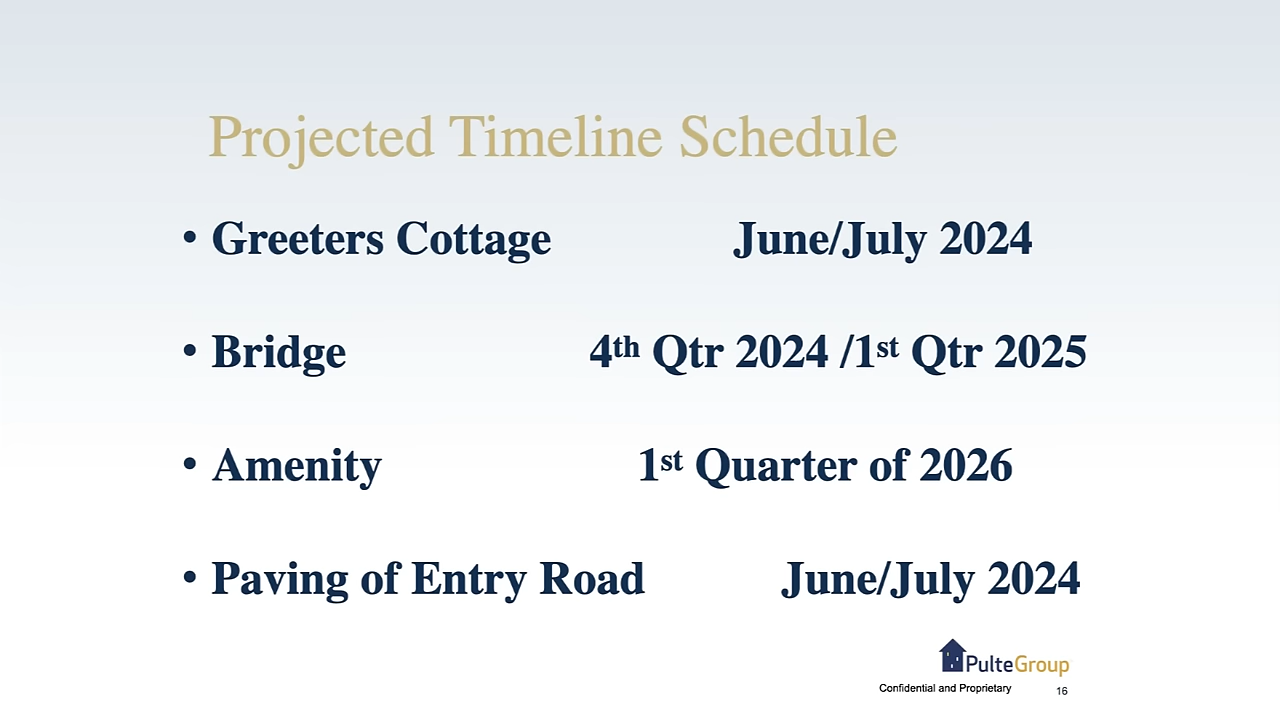 Projected Timeline Schedule
• Greeters Cottage June/July 2024
• Bridge 4th Qtr 2024 /1st Qtr 2025
• Amenity 1st Quarter of 2026
• Paving of Entry Road June/July 2024
PulteGroup
Confidential and Proprietary 16